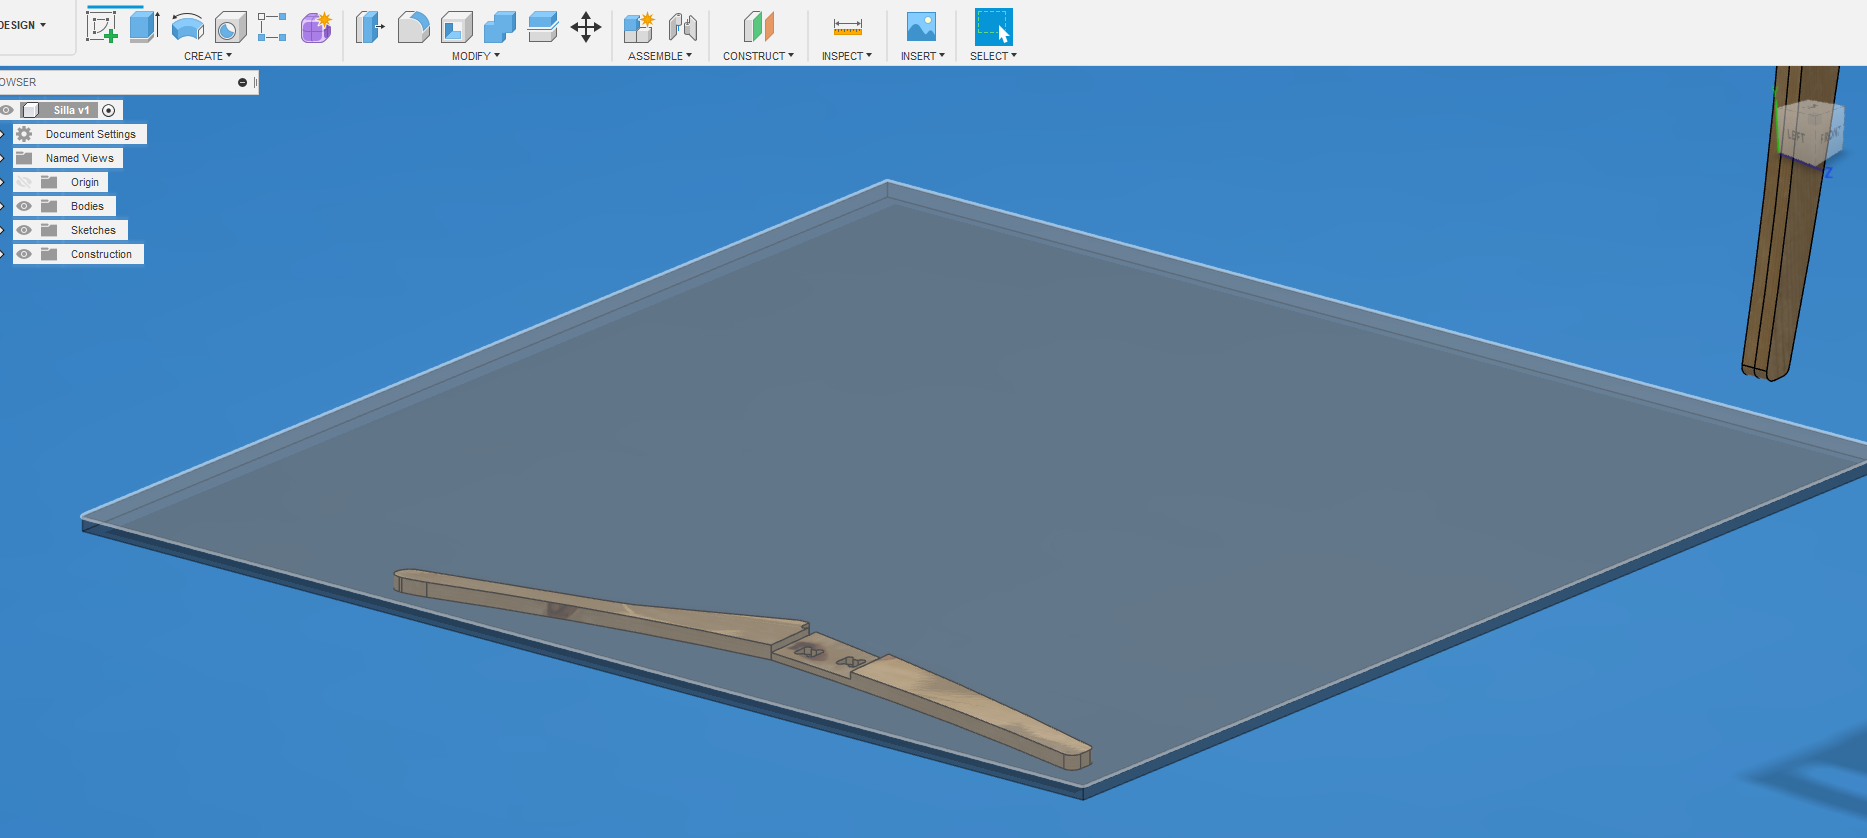 DESIGN
CREATE
MODIFY
ASSEMBLE
CONSTRUCT
INSPECT
INSERT
SELECT
OWSER
Silla v1
Document Settings
Named Views
Origin
Bodies
Sketches
Construction
LEFT
FRONT
Z